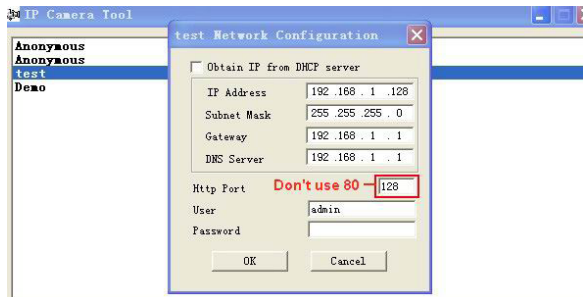 IP Camera Tool
Anonymous
Anonymous
test
Demo
test Network Configuration
Obtain IP from DHCP server
IP Address 192 .168 . 1 .128
Subnet Mask 255 .255 .255 . 0
Gateway 192 .168 . 1 . 1
DNS Server 192 .168 . 1 . 1
Http Port Don't use 80 128
User admin
Password
OK Cancel